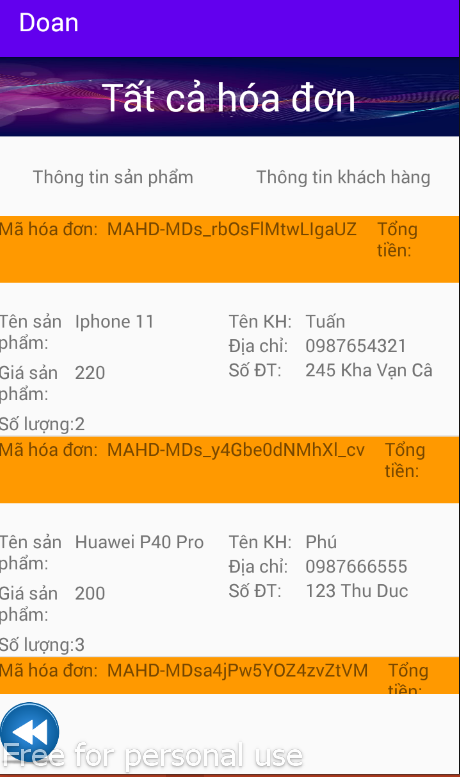 Doan
Tất cả hóa đơn
Thông tin sản phẩm Thông tin khách hàng
Mã hóa đơn: MAHD-MDs_rbOsFlMtwLIgaUZ Tổng
tiền:
Tên sản Iphone 11 Tên KH: Tuấn
phẩm: Địa chỉ: 0987654321
Giá sản 220 Số ĐT: 245 Kha Vạn Câ
phẩm:
Số lượng:2
Mã hóa đơn: MAHD-MDs_y4Gbe0dNMhXl_cv Tổng
tiền:
Tên sản Huawei P40 Pro Tên KH: Phú
phẩm: Địa chỉ: 0987666555
Giá sản 200 Số ĐT: 123 Thu Duc
phẩm:
Số lượng:3
Mã hóa đơn: MAHD-MDsa4jPw5YOZ4zvZtVM Tổng
tiền:
Free for personal use